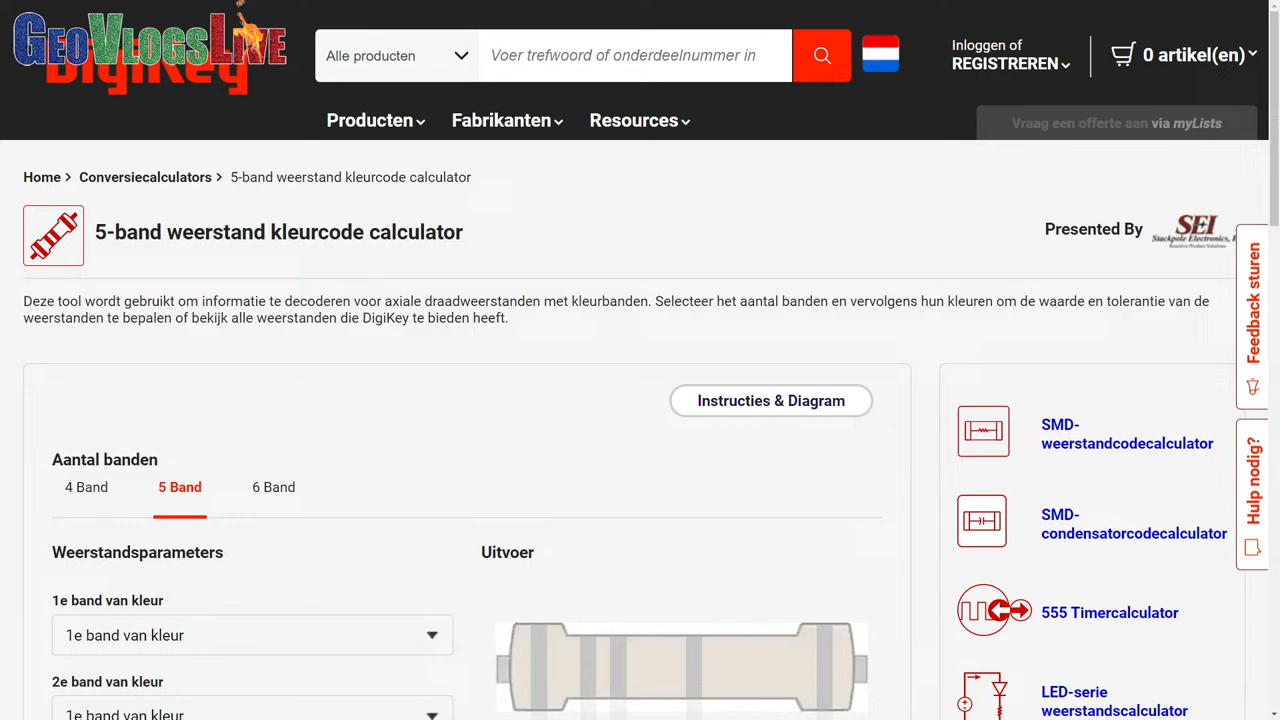 GEOVLOGSLIVE
DigiKey
Alle producten
Voer trefwoord of onderdeelnummer in
Inloggen of
REGISTREREN
0 artikel(en)
Producten
Fabrikanten
Resources
Vraag een offerte aan via myLists
Home > Conversiecalculators > 5-band weerstand kleurcode calculator
5-band weerstand kleurcode calculator
Presented By
SEI
Stackpole Electronics, I
Deze tool wordt gebruikt om informatie te decoderen voor axiale draadweerstanden met kleurbanden. Selecteer het aantal banden en vervolgens hun kleuren om de waarde en tolerantie van de
weerstanden te bepalen of bekijk alle weerstanden die DigiKey te bieden heeft.
Feedback sturen
Hulp nodig?
Instructies & Diagram
Aantal banden
4 Band
5 Band
6 Band
Weerstandsparameters
Uitvoer
1e band van kleur
1e band van kleur
2e band van kleur
1e band van kleur
SMD-
weerstandcodecalculator
SMD-
condensatorcodecalculator
555 Timercalculator
LED-serie
weerstandscalculator